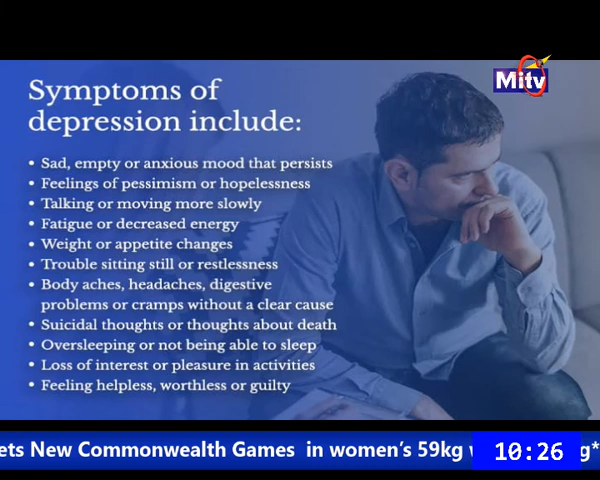 Mitv
Symptoms of
depression include:
• Sad, empty or anxious mood that persists
• Feelings of pessimism or hopelessness
• Talking or moving more slowly
• Fatigue or decreased energy
• Weight or appetite changes
• Trouble sitting still or restlessness
• Body aches, headaches, digestive
problems or cramps without a clear cause
• Suicidal thoughts or thoughts about death
• Oversleeping or not being able to sleep
• Loss of interest or pleasure in activities
• Feeling helpless, worthless or guilty
ets New Commonwealth Games in women’s 59kg
10:26
g*